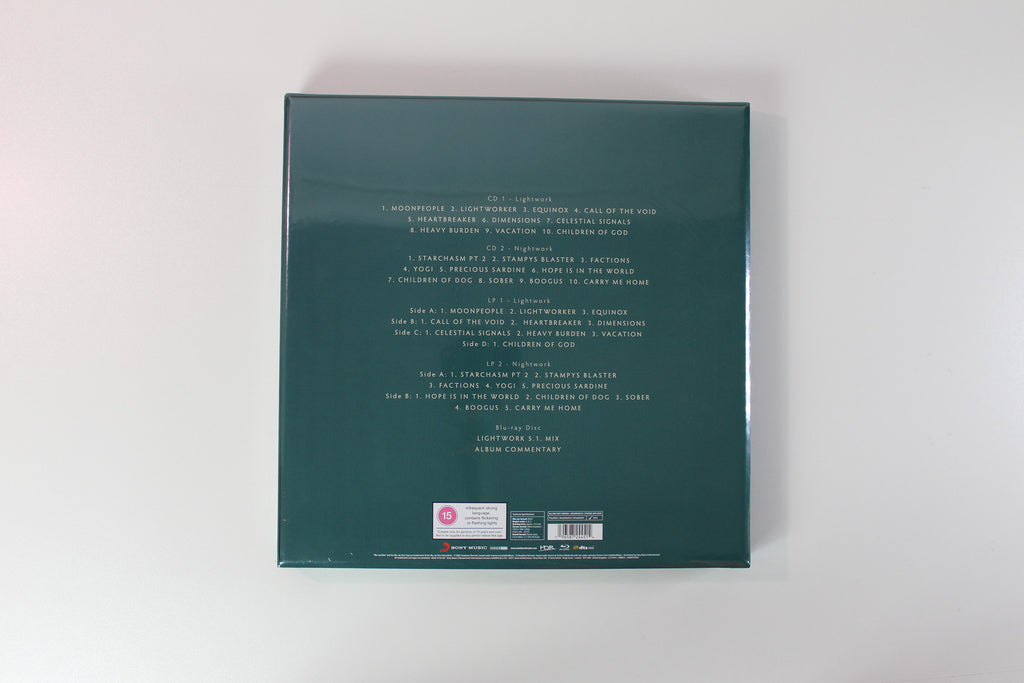 CD 1 - Lightwork
1. MOONPEOPLE 2. LIGHTWORKER 3. EQUINOX 4. CALL OF THE VOID
5. HEARTBREAKER 6. DIMENSIONS 7. CELESTIAL SIGNALS
8. HEAVY BURDEN 9. VACATION 10. CHILDREN OF GOD
CD 2 - Nightwork
1. STARCHASM PT 2 2. STAMPYS BLASTER 3. FACTIONS
4. YOGI 5. PRECIOUS SARDINE 6. HOPE IS IN THE WORLD
7. CHILDREN OF DOG 8. SOBER 9. BOOGUS 10. CARRY ME HOME
LP 1 - Lightwork
Side A: 1. MOONPEOPLE 2. LIGHTWORKER 3. EQUINOX
Side B: 1. CALL OF THE VOID 2. HEARTBREAKER 3. DIMENSIONS
Side C: 1. CELESTIAL SIGNALS 2. HEAVY BURDEN 3. VACATION
Side D: 1. CHILDREN OF GOD
LP 2 - Nightwork
Side A: 1. STARCHASM PT 2 2. STAMPYS BLASTER
3. FACTIONS 4. YOGI 5. PRECIOUS SARDINE
Side B: 1. HOPE IS IN THE WORLD 2. CHILDREN OF DOG 3. SOBER
4. BOOGUS 5. CARRY ME HOME
Blu-ray Disc
LIGHTWORK 5.1. MIX
ALBUM COMMENTARY
15
infrequent strong
language,
contains flickering
or flashing lights
SONY MUSIC
dts